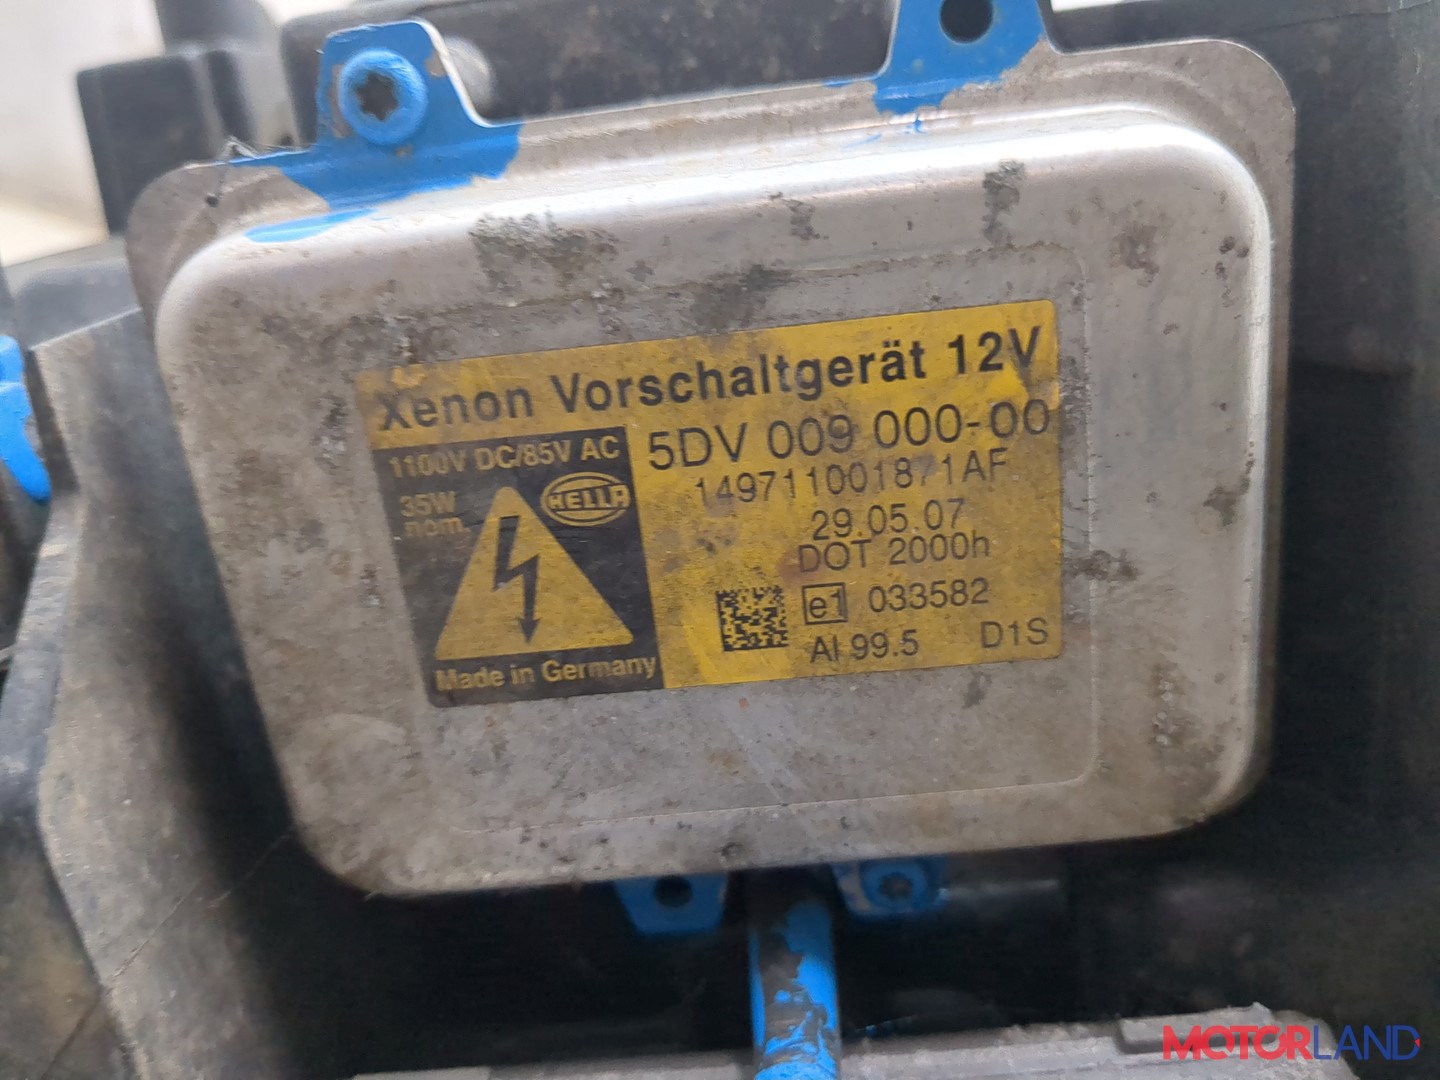 Xenon Vorschaltgerät 12V
1100V DC/85V AC
35W
nom.
HELLA
Made in Germany
5DV 009 000-00
149711001871AF
29.05.07
DOT 2000h
e1 033582
Al 99.5 D1S
MOTORLAND